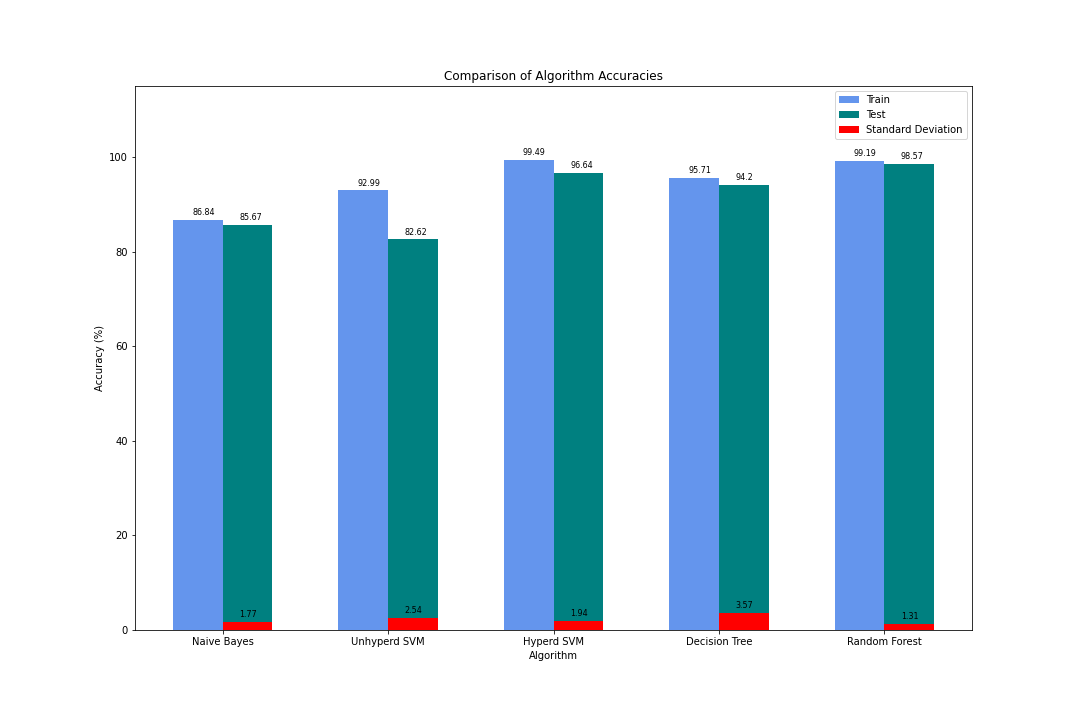 Comparison of Algorithm Accuracies
Train
Test
Standard Deviation
Accuracy (%)
100
80
60
40
20
0
86.84
85.67
1.77
92.99
82.62
2.54
99.49
96.64
1.94
95.71
94.2
3.57
99.19
98.57
1.31
Naive Bayes
Unhyperd SVM
Hyperd SVM
Decision Tree
Random Forest
Algorithm